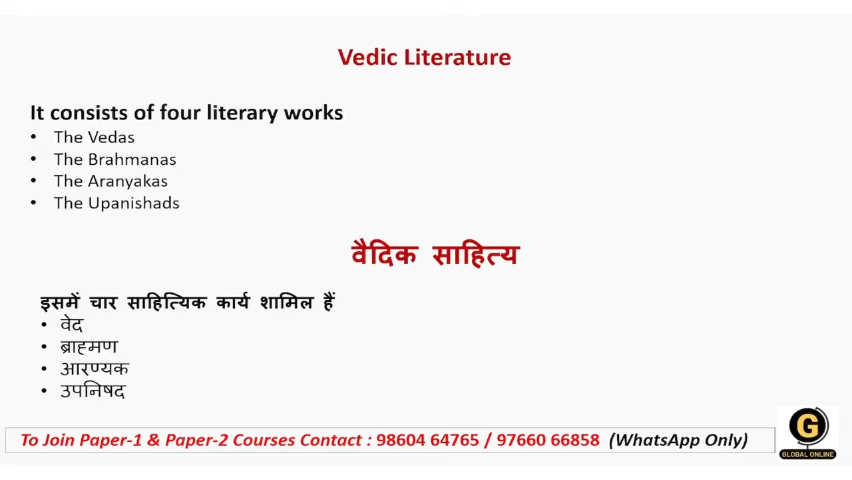 Vedic Literature
It consists of four literary works
• The Vedas
• The Brahmanas
• The Aranyakas
• The Upanishads
वैदिक साहित्य
इसमें चार साहित्यिक कार्य शामिल हैं
• वेद
• ब्राह्मण
• आरण्यक
• उपनिषद
To Join Paper-1 & Paper-2 Courses Contact : 98604 64765 / 97660 66858 (WhatsApp Only)
G
GLOBAL ONLINE